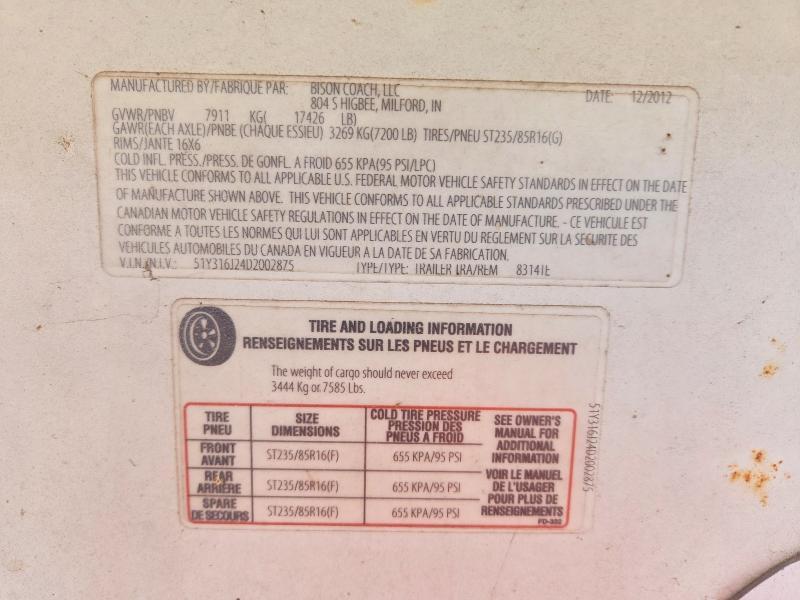 MANUFACTURED BY/FABRIQUE PAR: BISON COACH, LLC DATE: 12/2012
804 S HIGBEE, MILFORD, IN
GVWR/PNBV 7911 KG( 17426 LB)
GAWR(EACH AXLE)/PNBE (CHAQUE ESSIEU) 3269 KG(7200 LB) TIRES/PNEU ST235/85R16(G)
RIMS/JANTE 16X6
COLD INFL. PRESS./PRESS. DE GONFL. A FROID 655 KPA(95 PSI/LPC)
THIS VEHICLE CONFORMS TO ALL APPLICABLE U.S. FEDERAL MOTOR VEHICLE SAFETY STANDARDS IN EFFECT ON THE DATE
OF MANUFACTURE SHOWN ABOVE. THIS VEHICLE CONFORMS TO ALL APPLICABLE STANDARDS PRESCRIBED UNDER THE
CANADIAN MOTOR VEHICLE SAFETY REGULATIONS IN EFFECT ON THE DATE OF MANUFACTURE. - CE VEHICULE EST
CONFORME A TOUTES LES NORMES QUI LUI SONT APPLICABLES EN VERTU DU REGLEMENT SUR LA SECURITE DES
VEHICULES AUTOMOBILES DU CANADA EN VIGUEUR A LA DATE DE SA FABRICATION.
V.I.N./N.I.V.: 51Y316J24D2002875 TYPE/TYPE: TRAILER TRA/REM 8314TE
TIRE AND LOADING INFORMATION
RENSEIGNEMENTS SUR LES PNEUS ET LE CHARGEMENT
The weight of cargo should never exceed
3444 Kg or 7585 Lbs.
TIRE
PNEU
SIZE
DIMENSIONS
COLD TIRE PRESSURE
PRESSION DES
PNEUS A FROID
SEE OWNER'S
MANUAL FOR
ADDITIONAL
INFORMATION
FRONT
AVANT
ST235/85R16(F)
655 KPA/95 PSI
REAR
ARRIÈRE
ST235/85R16(F)
655 KPA/95 PSI
VOIR LE MANUEL
DE L'USAGER
POUR PLUS DE
RENSEIGNEMENTS
SPARE
DE SECOURS
ST235/85R16(F)
655 KPA/95 PSI
PD-332
51Y316J24D2002875